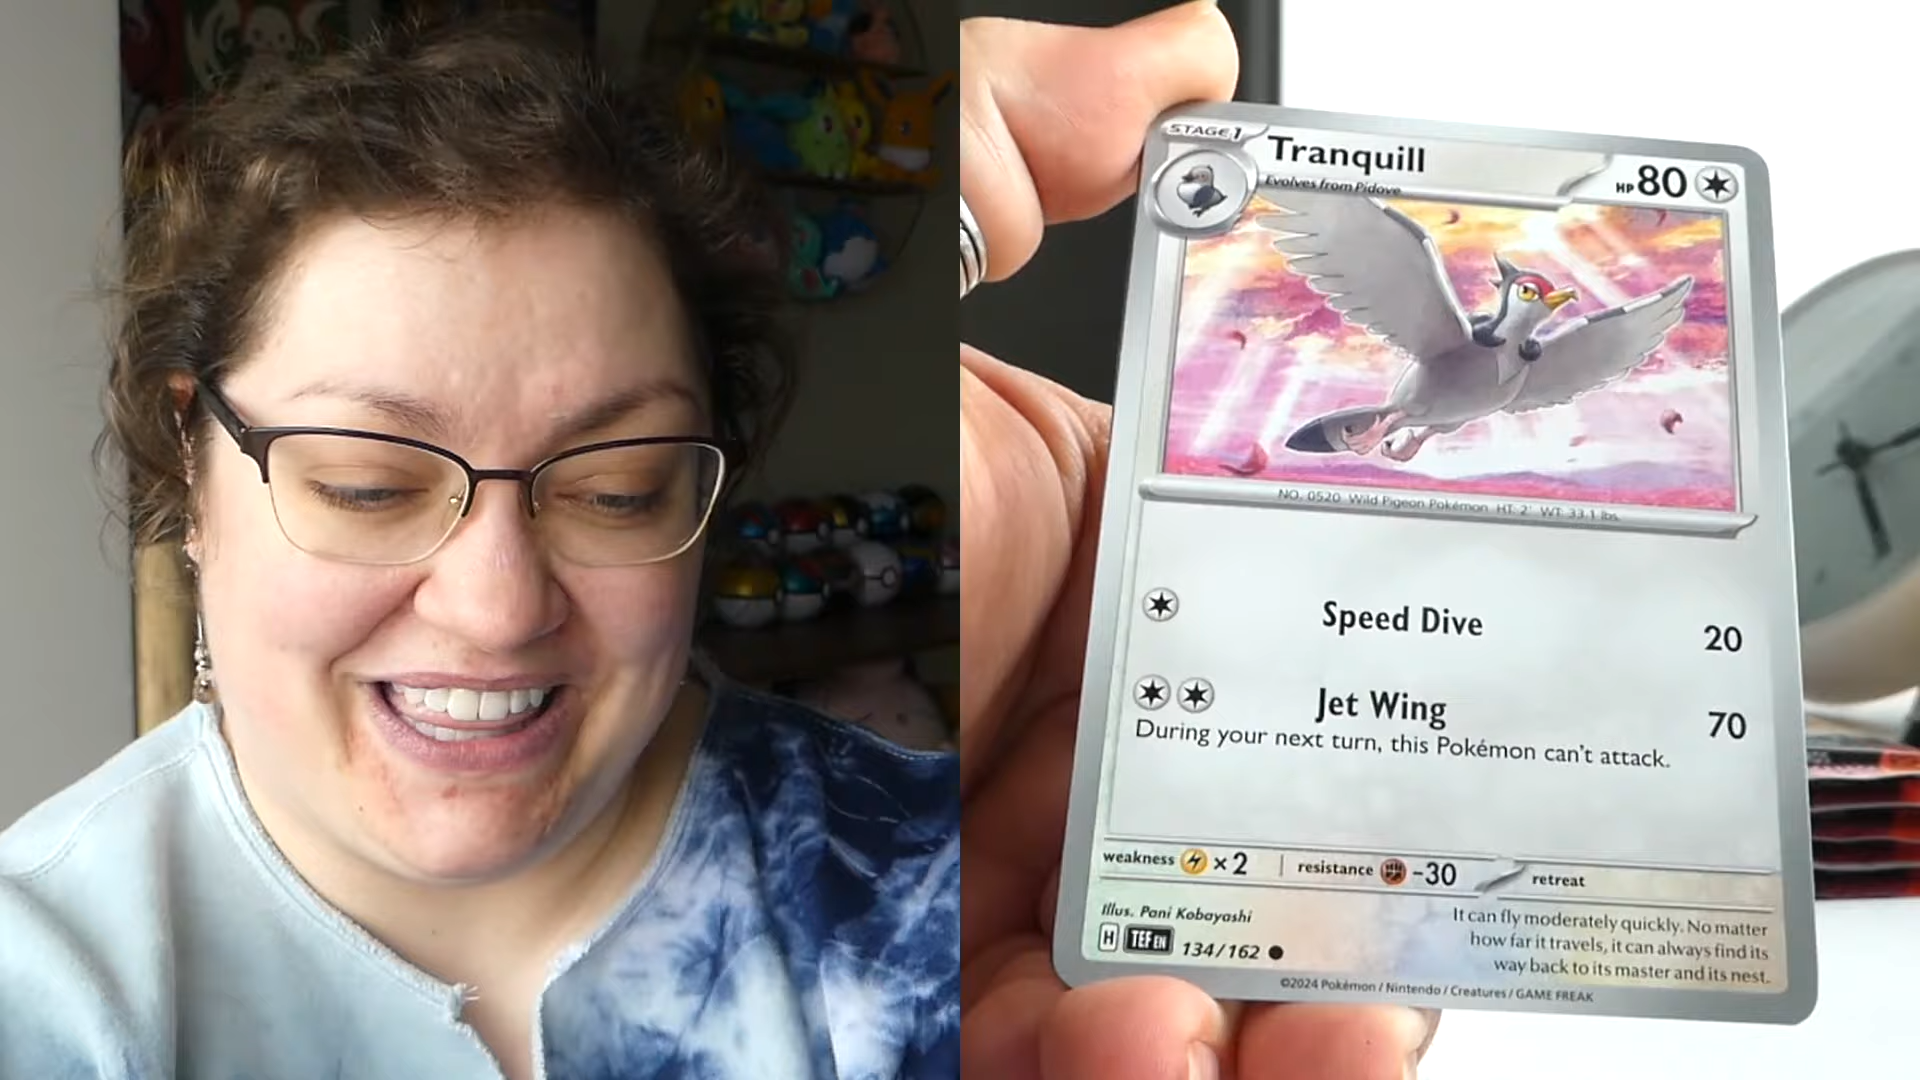 STAGE 1
Tranquill
HP 80
Evolves from Pidove
NO. 0520 Wild Pigeon Pokémon HT: 2' WT: 33.1 lbs.
Speed Dive 20
Jet Wing 70
During your next turn, this Pokémon can't attack.
weakness ×2 resistance -30 retreat
Illus. Pani Kobayashi
H TEF EN 134/162
It can fly moderately quickly. No matter
how far it travels, it can always find its
way back to its master and its nest.
©2024 Pokémon / Nintendo / Creatures / GAME FREAK